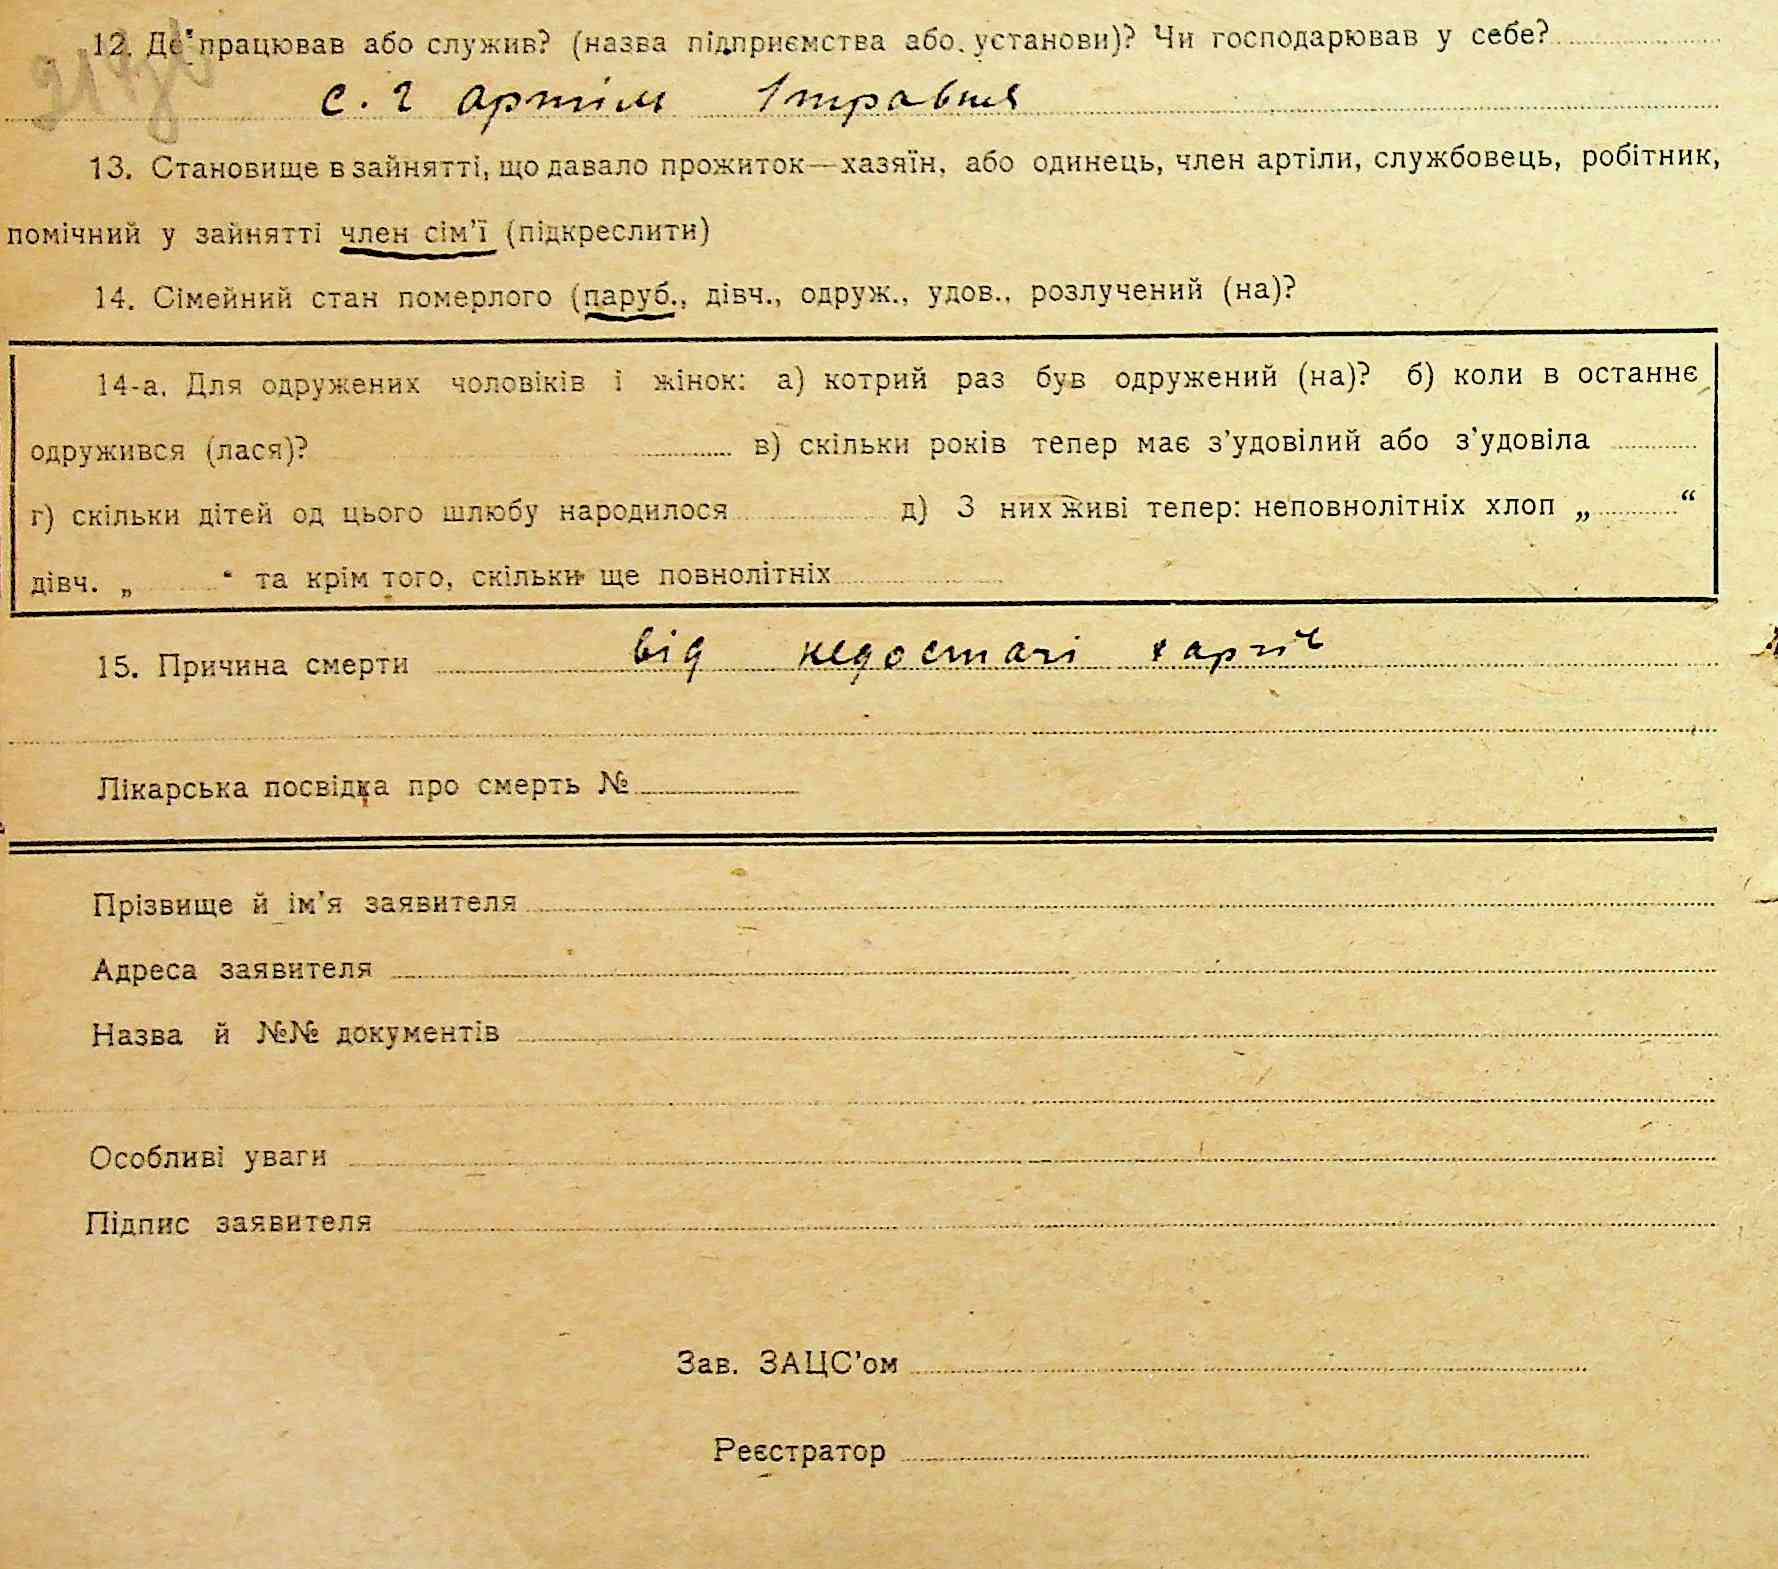 12. Де працював або служив? (назва підприємства або установи)? Чи господарював у себе?
с. г артіль 1 травня
13. Становище в зайнятті, що давало прожиток—хазяїн, або одинець, член артіли, службовець, робітник,
помічний у зайнятті член сім'ї (підкреслити)
14. Сімейний стан померлого (паруб., дівч., одруж., удов., розлучений (на)?
14-а. Для одружених чоловіків і жінок: а) котрий раз був одружений (на)? б) коли в останнє
одружився (лася)? в) скільки років тепер має з'удовілий або з'удовіла
г) скільки дітей од цього шлюбу народилося д) З них живі тепер: неповнолітніх хлоп „ “
дівч. „ “ та крім того, скільки ще повнолітніх
15. Причина смерти від недостачі харчів
Лікарська посвідка про смерть №
Прізвище й ім'я заявителя
Адреса заявителя
Назва й №№ документів
Особливі уваги
Підпис заявителя
Зав. ЗАЦС'ом
Реєстратор